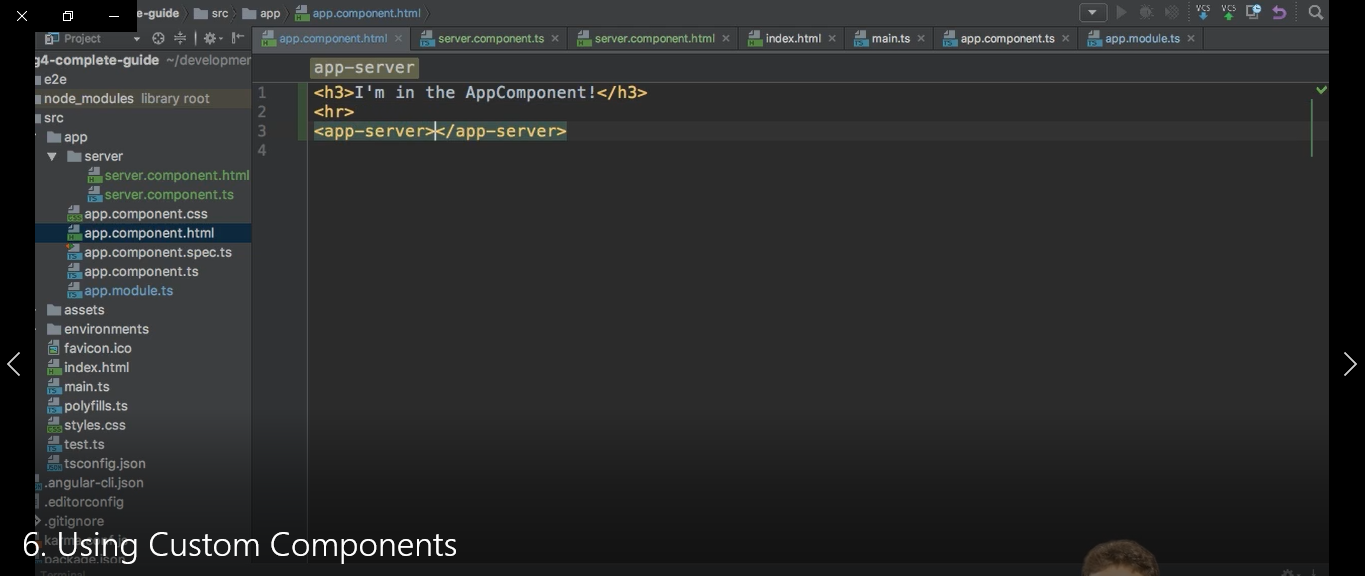 e-guide src app app.component.html
Project
VCS VCS
app.component.html server.component.ts server.component.html index.html main.ts app.component.ts app.module.ts
g4-complete-guide ~/developmer
e2e
node_modules library root
src
app
server
server.component.html
server.component.ts
app.component.css
app.component.html
app.component.spec.ts
app.component.ts
app.module.ts
assets
environments
favicon.ico
index.html
main.ts
polyfills.ts
styles.css
test.ts
tsconfig.json
.angular-cli.json
.editorconfig
.gitignore
package.json
Terminal
app-server
1 <h3>I'm in the AppComponent!</h3>
2 <hr>
3 <app-server></app-server>
4
6. Using Custom Components